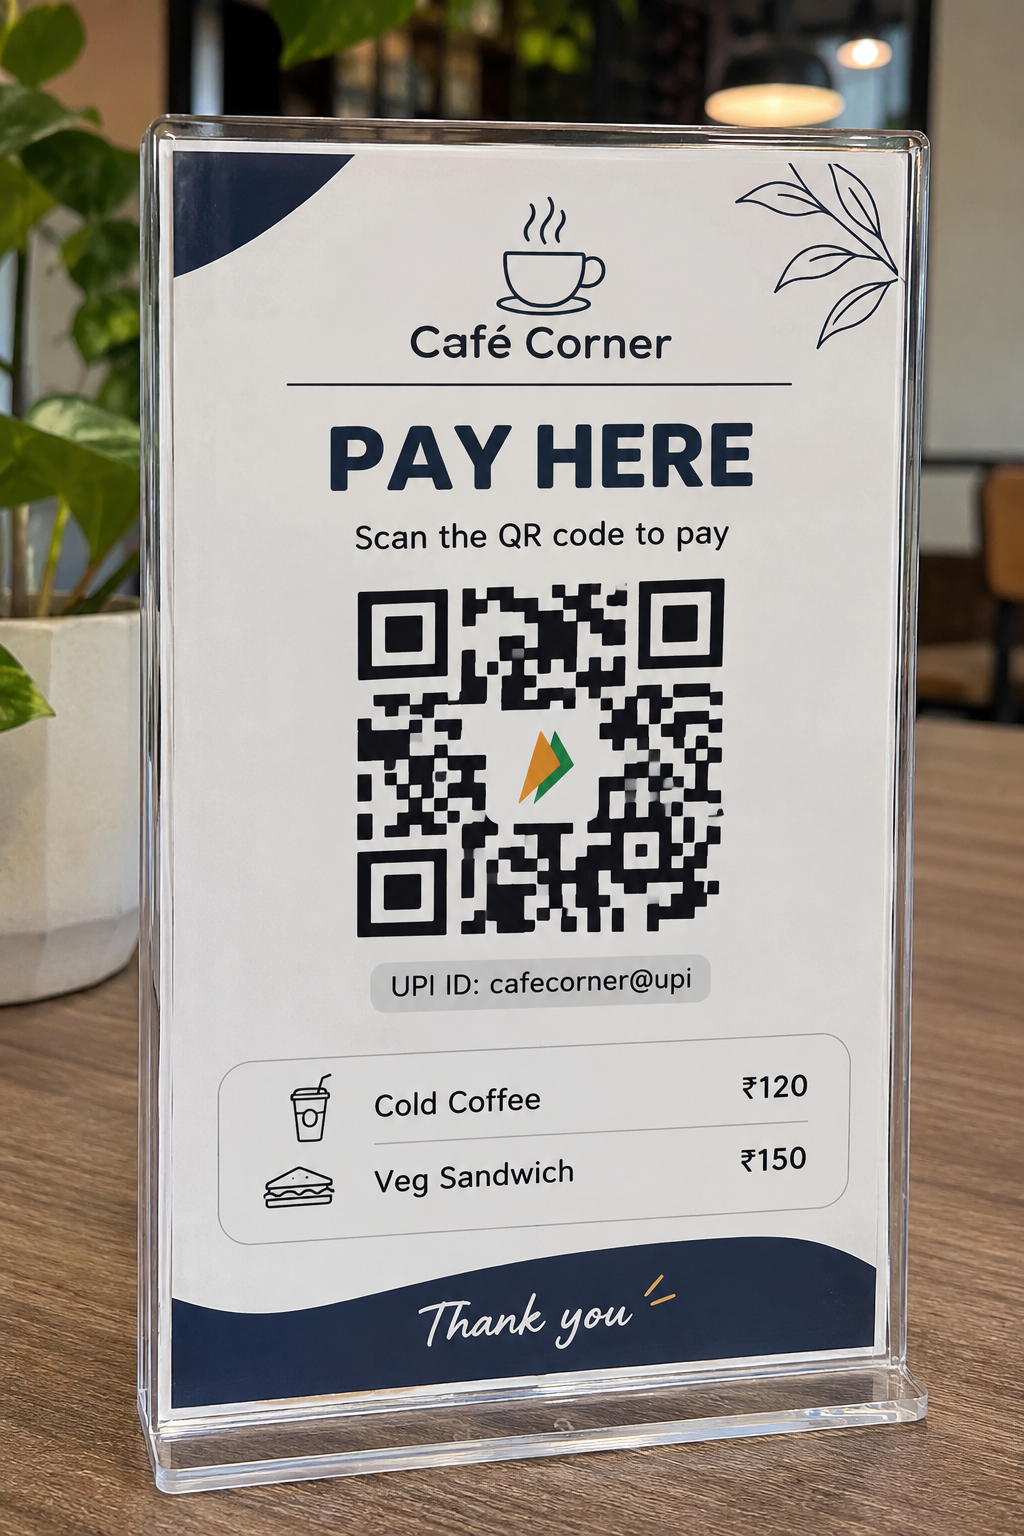 Café Corner
PAY HERE
Scan the QR code to pay
UPI ID: cafecorner@upi
Cold Coffee ₹120
Veg Sandwich ₹150
Thank you